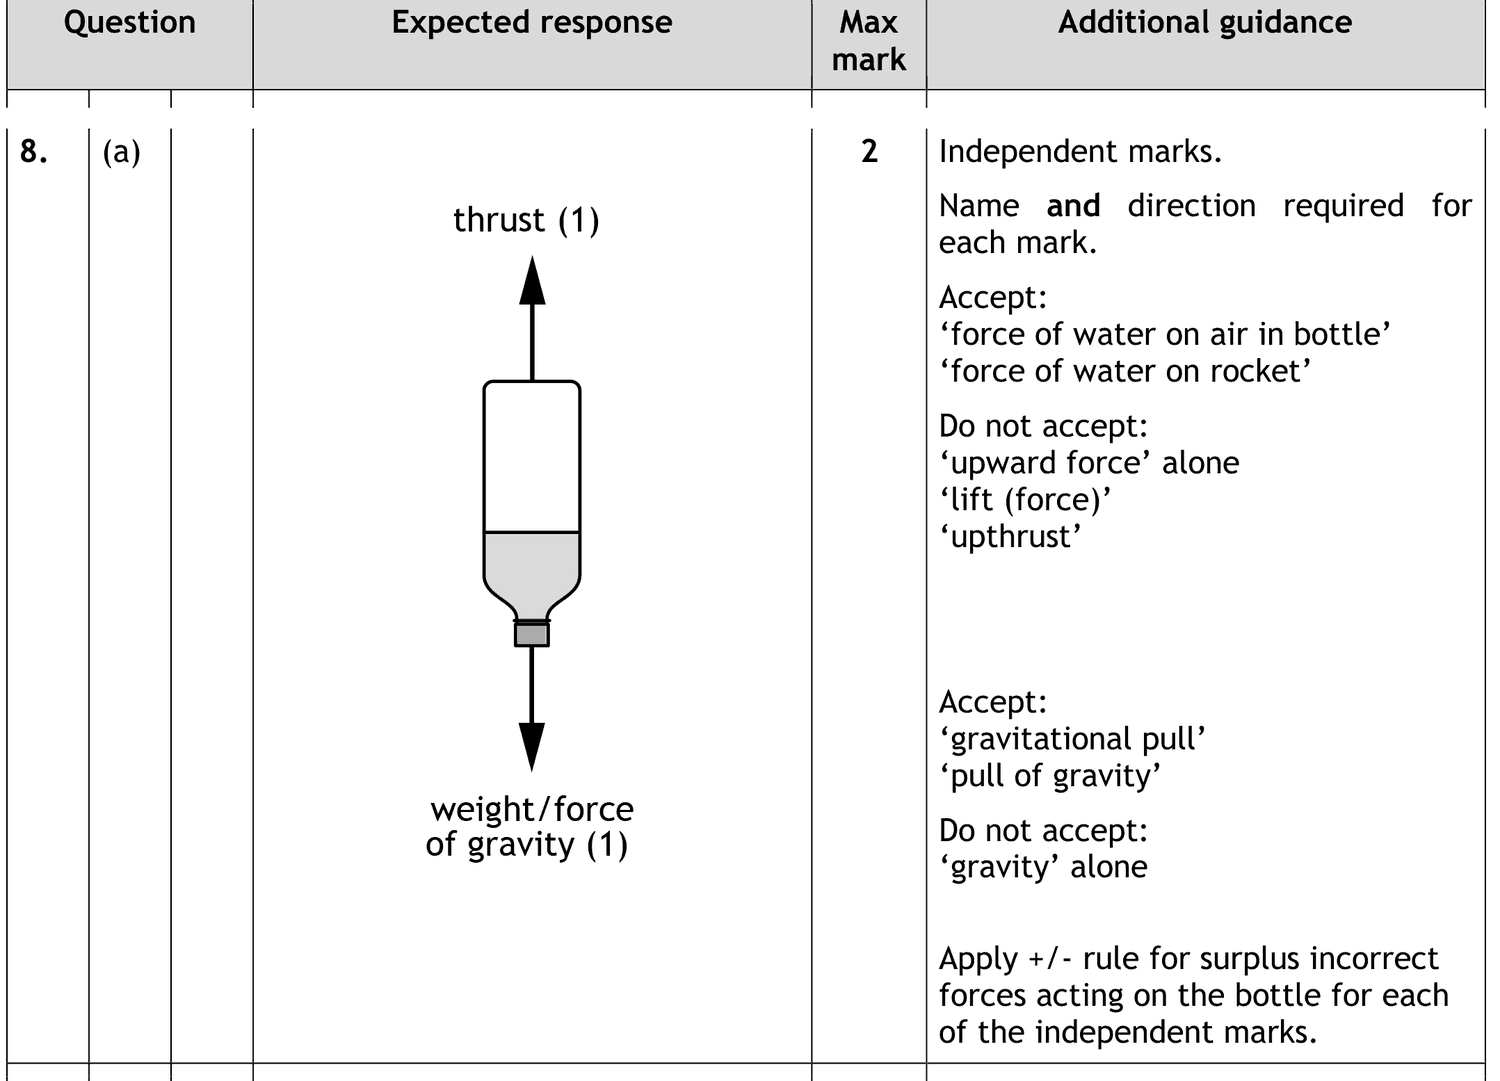 Question Expected response Max mark Additional guidance
8. (a) 2 Independent marks.
Name and direction required for
each mark.
thrust (1)
Accept:
‘force of water on air in bottle’
‘force of water on rocket’
Do not accept:
‘upward force’ alone
‘lift (force)’
‘upthrust’
Accept:
‘gravitational pull’
‘pull of gravity’
weight/force
of gravity (1)
Do not accept:
‘gravity’ alone
Apply +/- rule for surplus incorrect
forces acting on the bottle for each
of the independent marks.